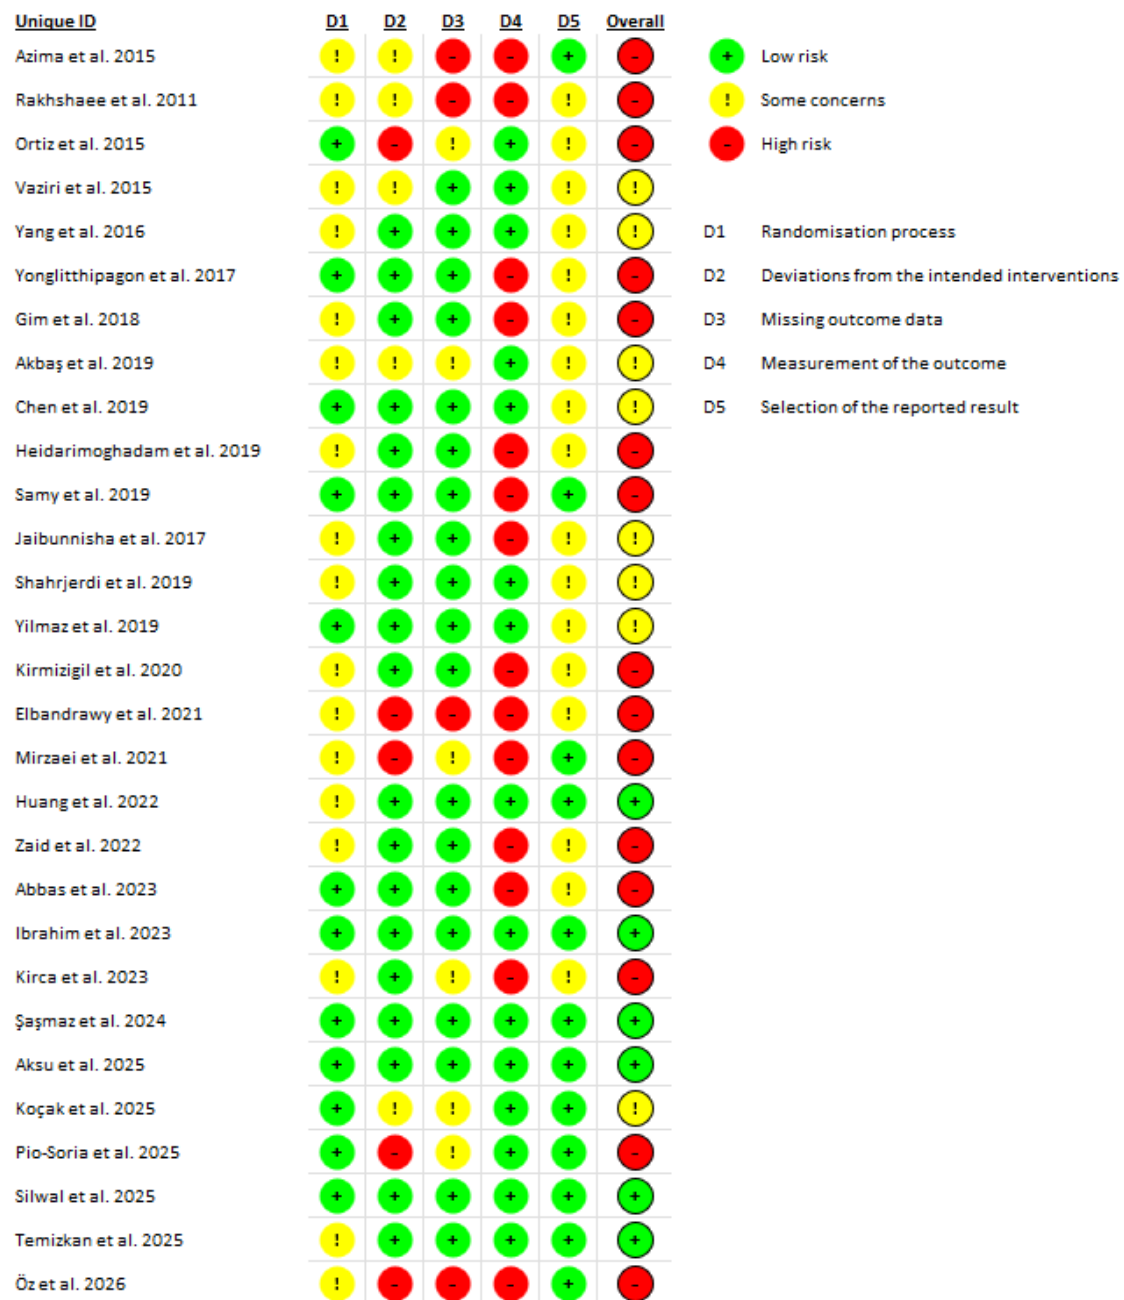 Unique ID D1 D2 D3 D4 D5 Overall
Azima et al. 2015 ! ! - - + - + Low risk
Rakhshaee et al. 2011 ! ! - - ! - ! Some concerns
Ortiz et al. 2015 + - ! + ! - - High risk
Vaziri et al. 2015 ! ! + + ! !
Yang et al. 2016 ! + + + ! ! D1 Randomisation process
Yonglitthipagon et al. 2017 + + + - ! - D2 Deviations from the intended interventions
Gim et al. 2018 ! + + - ! - D3 Missing outcome data
Akbaş et al. 2019 ! ! ! + ! ! D4 Measurement of the outcome
Chen et al. 2019 + + + + ! ! D5 Selection of the reported result
Heidarimoghadam et al. 2019 ! + + - ! -
Samy et al. 2019 + + + - + -
Jaibunnisha et al. 2017 ! + + - ! !
Shahrjerdi et al. 2019 ! + + + ! !
Yilmaz et al. 2019 + + + + ! !
Kirmizigil et al. 2020 ! + + - ! -
Elbandrawy et al. 2021 ! - - - ! -
Mirzaei et al. 2021 ! - ! - + -
Huang et al. 2022 ! + + + + +
Zaid et al. 2022 ! + + - ! -
Abbas et al. 2023 + + + - ! -
Ibrahim et al. 2023 + + + + + +
Kirca et al. 2023 ! + ! - ! -
Şaşmaz et al. 2024 + + + + + +
Aksu et al. 2025 + + + + + +
Koçak et al. 2025 + ! ! + + !
Pio-Soria et al. 2025 + - ! + + -
Silwal et al. 2025 + + + + + +
Temizkan et al. 2025 ! + + + + +
Öz et al. 2026 ! - - - + -